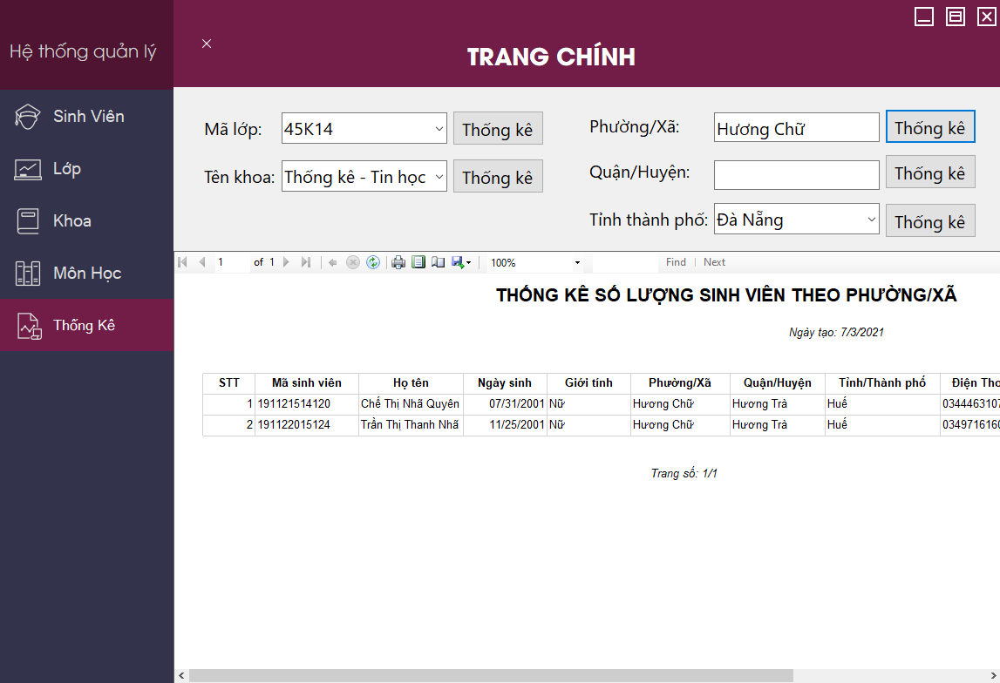 Hệ thống quản lý
TRANG CHÍNH
Sinh Viên
Lớp
Khoa
Môn Học
Thống Kê
Mã lớp: 45K14 Thống kê
Tên khoa: Thống kê - Tin học Thống kê
Phường/Xã: Hương Chữ Thống kê
Quận/Huyện: Thống kê
Tỉnh thành phố: Đà Nẵng Thống kê
1 of 1 100% Find | Next
THỐNG KÊ SỐ LƯỢNG SINH VIÊN THEO PHƯỜNG/XÃ
Ngày tạo: 7/3/2021
STT Mã sinh viên Họ tên Ngày sinh Giới tính Phường/Xã Quận/Huyện Tỉnh/Thành phố Điện Tho
1 191121514120 Chế Thị Nhã Quyên 07/31/2001 Nữ Hương Chữ Hương Trà Huế 0344463107
2 191122015124 Trần Thị Thanh Nhã 11/25/2001 Nữ Hương Chữ Hương Trà Huế 0349716160
Trang số: 1/1